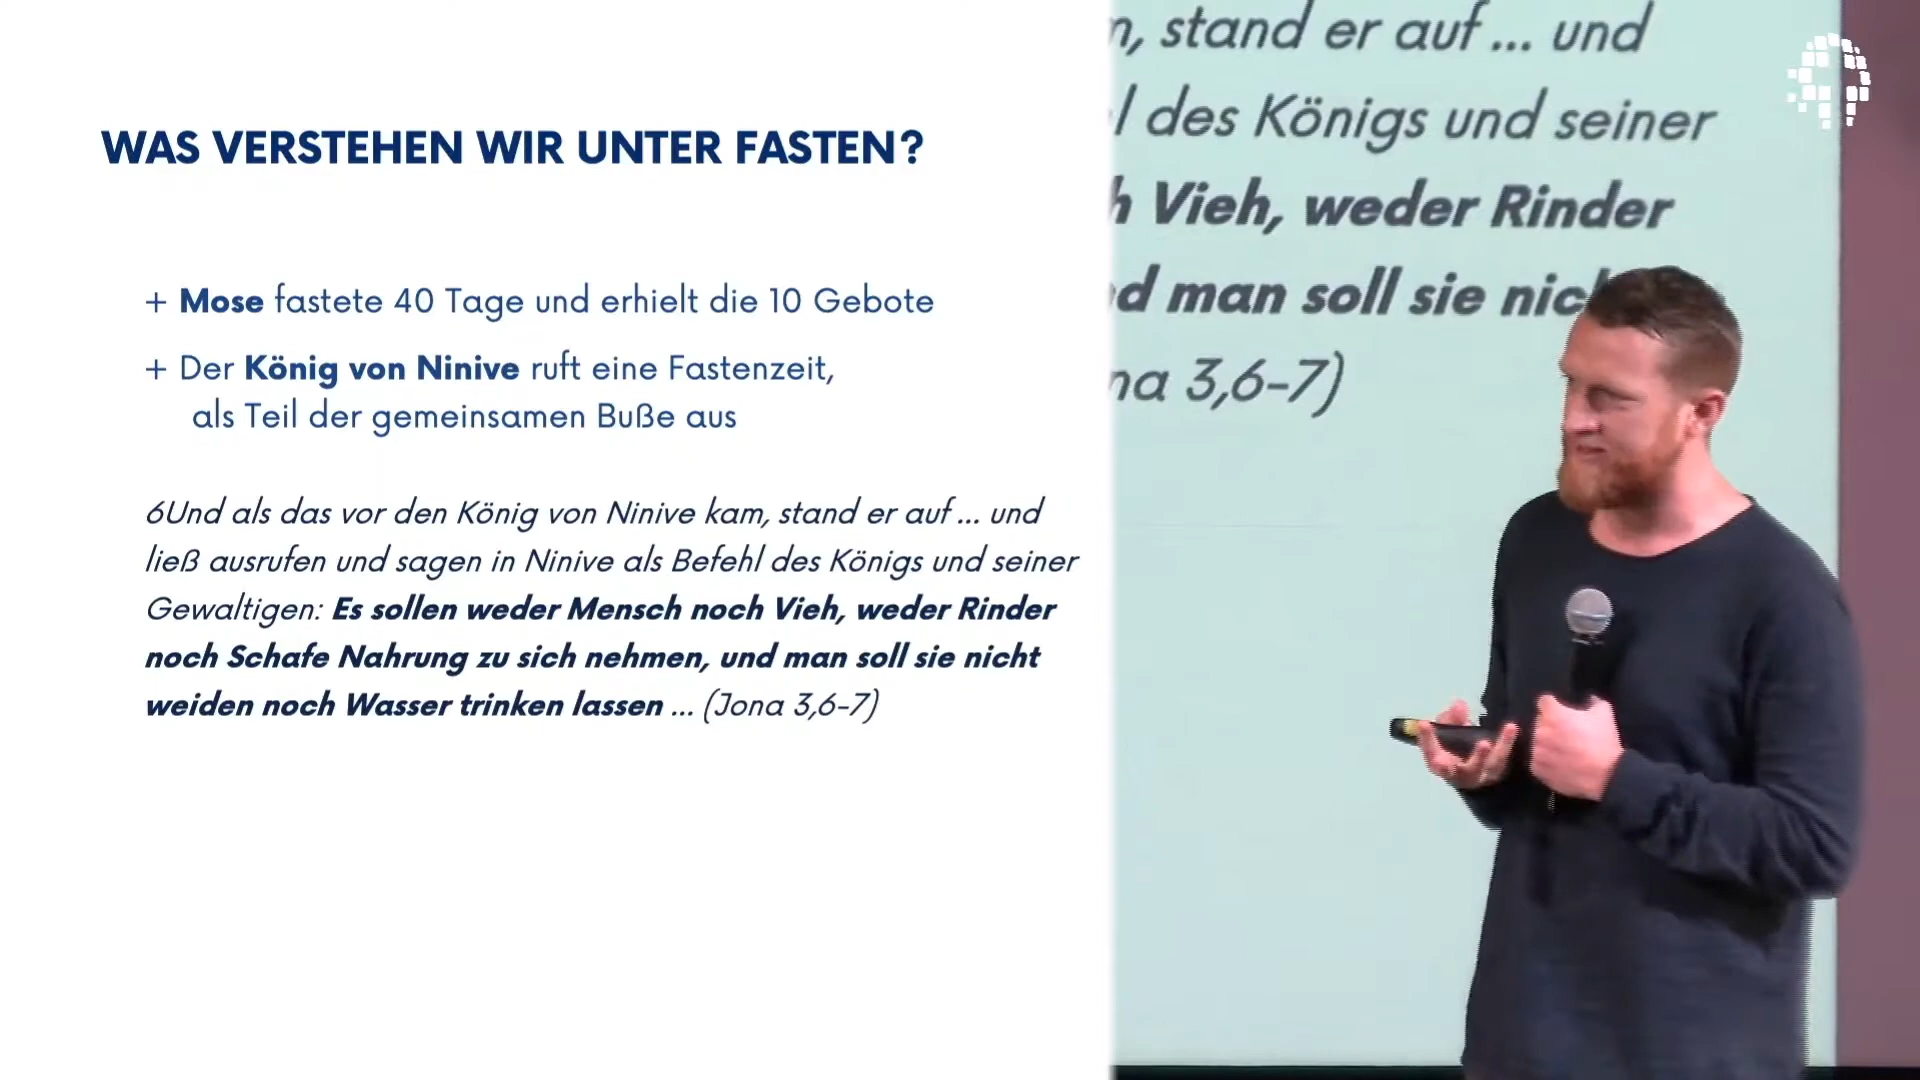 WAS VERSTEHEN WIR UNTER FASTEN?
+ Mose fastete 40 Tage und erhielt die 10 Gebote
+ Der König von Ninive ruft eine Fastenzeit,
als Teil der gemeinsamen Buße aus
6Und als das vor den König von Ninive kam, stand er auf ... und
ließ ausrufen und sagen in Ninive als Befehl des Königs und seiner
Gewaltigen: Es sollen weder Mensch noch Vieh, weder Rinder
noch Schafe Nahrung zu sich nehmen, und man soll sie nicht
weiden noch Wasser trinken lassen ... (Jona 3,6-7)
, stand er auf ... und
des Königs und seiner
Vieh, weder Rinder
man soll sie nic
3,6-7)